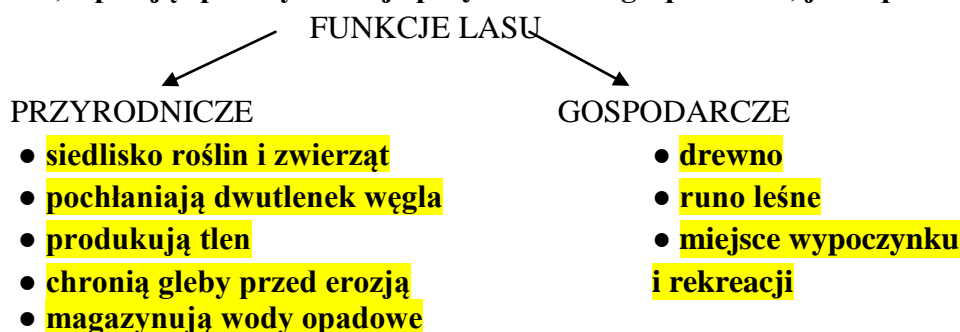 FUNKCJE LASU
PRZYRODNICZE
● siedlisko roślin i zwierząt
● pochłaniają dwutlenek węgla
● produkują tlen
● chronią gleby przed erozją
● magazynują wody opadowe
GOSPODARCZE
● drewno
● runo leśne
● miejsce wypoczynku
i rekreacji